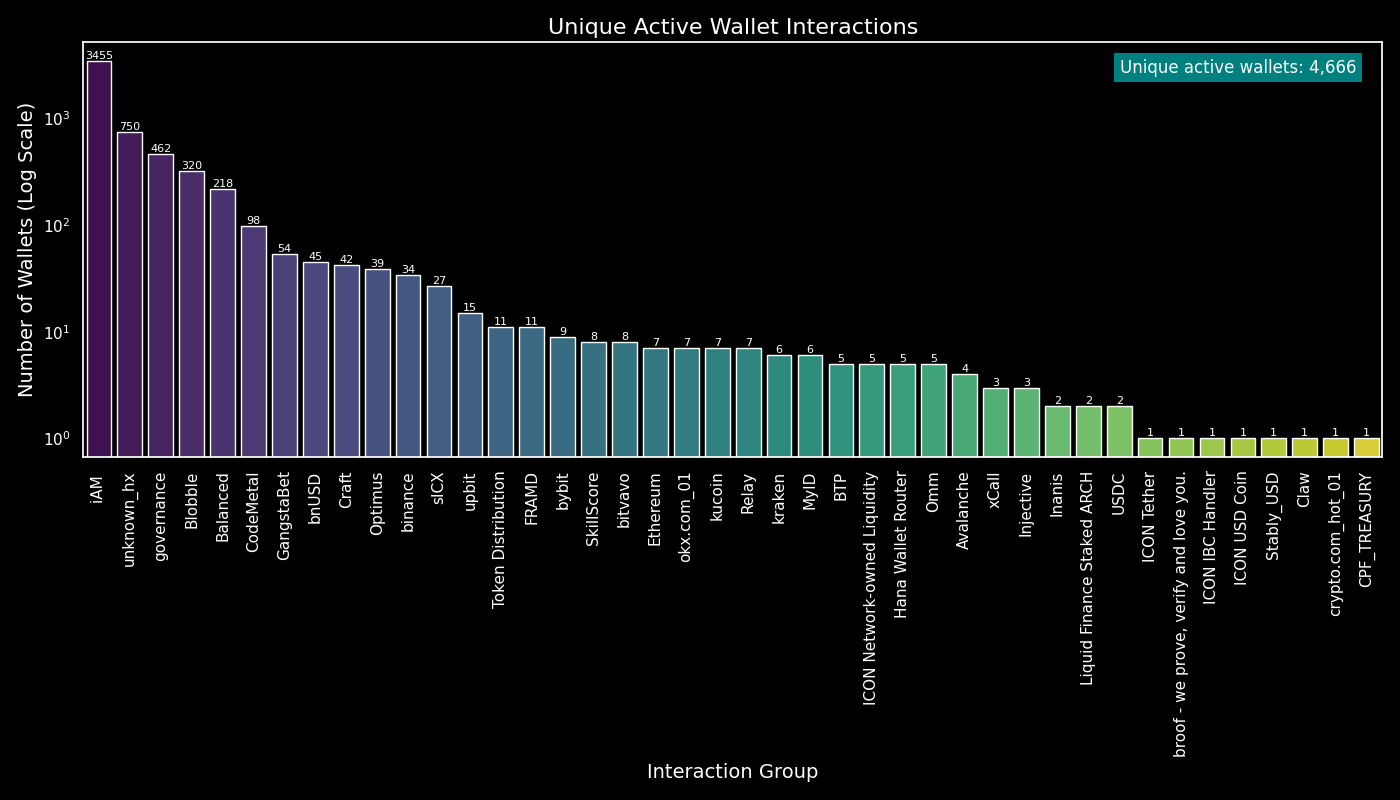 Unique Active Wallet Interactions
Unique active wallets: 4,666
Number of Wallets (Log Scale)
10³
10²
10¹
10⁰
3455
750
462
320
218
98
54
45
42
39
34
27
15
11
11
9
8
8
7
7
7
7
6
6
5
5
5
5
4
3
3
2
2
2
1
1
1
1
1
1
1
1
iAM
unknown_hx
governance
Blobble
Balanced
CodeMetal
GangstaBet
bnUSD
Craft
Optimus
binance
sICX
upbit
Token Distribution
FRAMD
bybit
SkillScore
bitvavo
Ethereum
okx.com_01
kucoin
Relay
kraken
MyID
BTP
ICON Network-owned Liquidity
Hana Wallet Router
Omm
Avalanche
xCall
Injective
Inanis
Liquid Finance Staked ARCH
USDC
ICON Tether
broof - we prove, verify and love you.
ICON IBC Handler
ICON USD Coin
Stably_USD
Claw
crypto.com_hot_01
CPF_TREASURY
Interaction Group